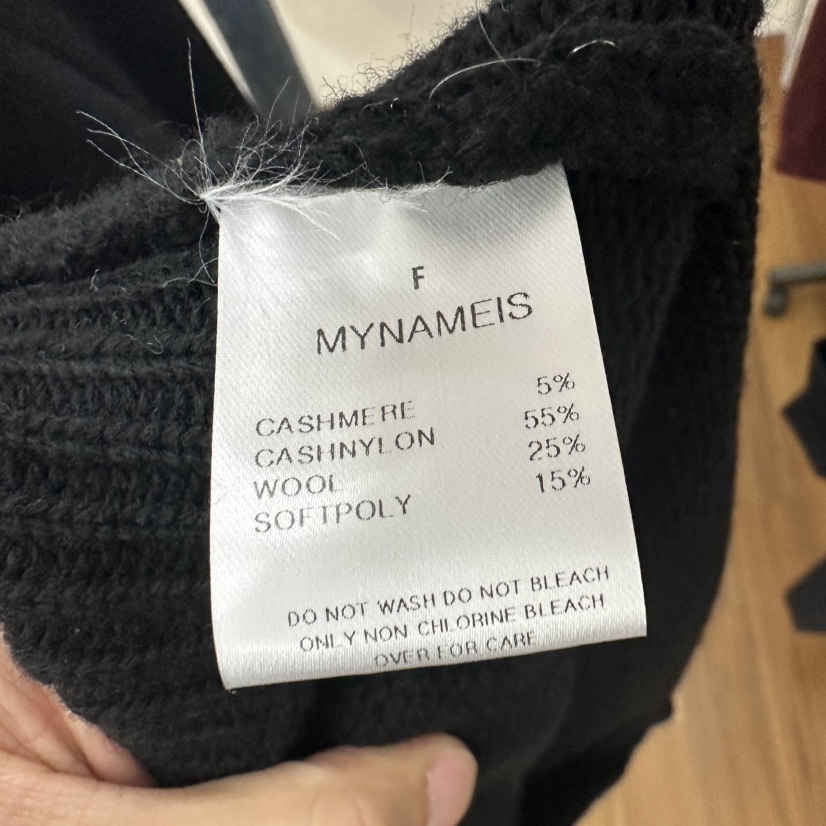 F
MYNAMEIS
CASHMERE 5%
CASHNYLON 55%
WOOL 25%
SOFTPOLY 15%
DO NOT WASH DO NOT BLEACH
ONLY NON CHLORINE BLEACH
OVER FOR CARE